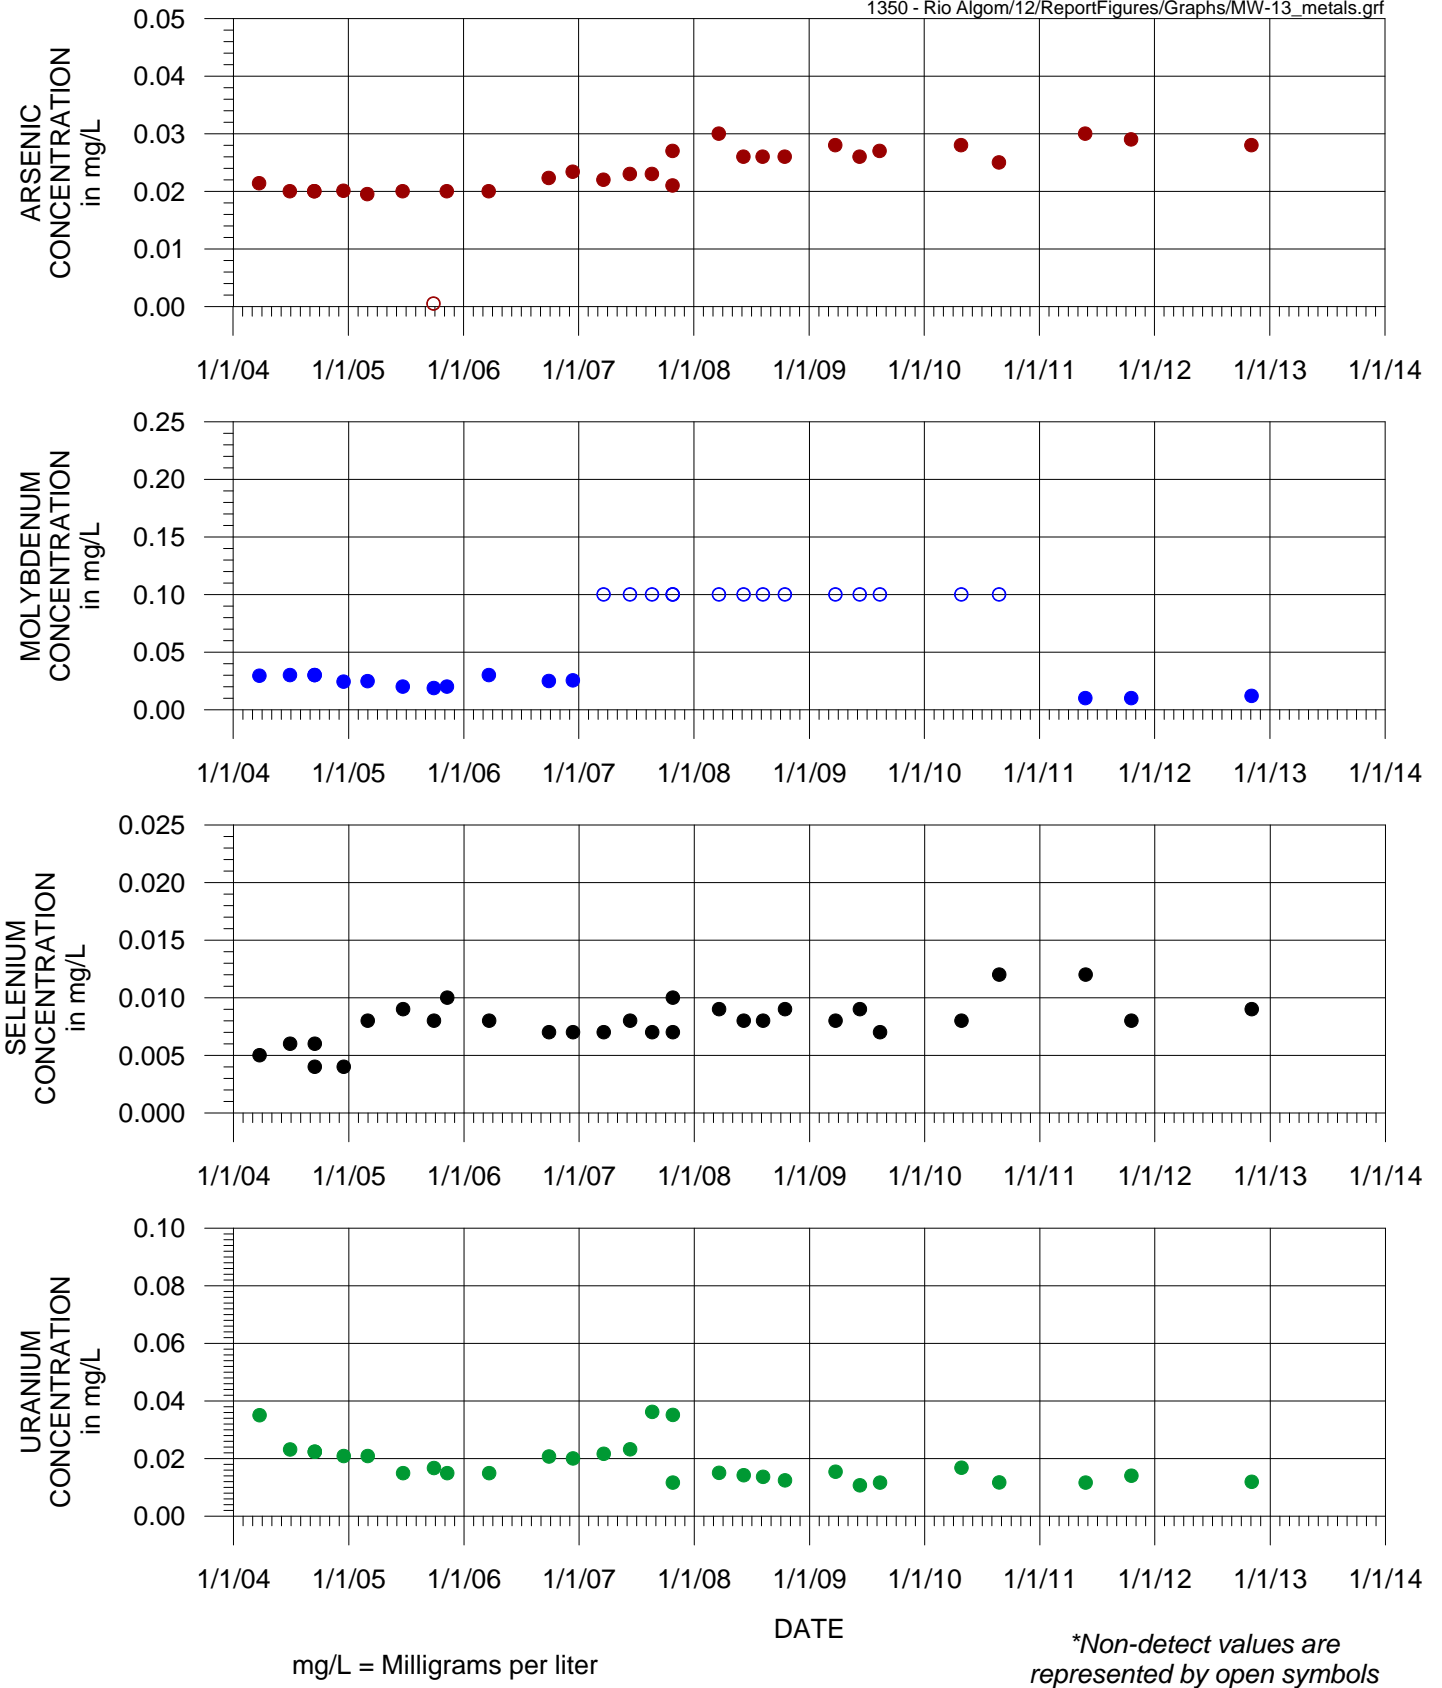 1350 - Rio Algom/12/ReportFigures/Graphs/MW-13_metals.grf
ARSENIC
CONCENTRATION
in mg/L
0.05
0.04
0.03
0.02
0.01
0.00
1/1/04 1/1/05 1/1/06 1/1/07 1/1/08 1/1/09 1/1/10 1/1/11 1/1/12 1/1/13 1/1/14
MOLYBDENUM
CONCENTRATION
in mg/L
0.25
0.20
0.15
0.10
0.05
0.00
1/1/04 1/1/05 1/1/06 1/1/07 1/1/08 1/1/09 1/1/10 1/1/11 1/1/12 1/1/13 1/1/14
SELENIUM
CONCENTRATION
in mg/L
0.025
0.020
0.015
0.010
0.005
0.000
1/1/04 1/1/05 1/1/06 1/1/07 1/1/08 1/1/09 1/1/10 1/1/11 1/1/12 1/1/13 1/1/14
URANIUM
CONCENTRATION
in mg/L
0.10
0.08
0.06
0.04
0.02
0.00
1/1/04 1/1/05 1/1/06 1/1/07 1/1/08 1/1/09 1/1/10 1/1/11 1/1/12 1/1/13 1/1/14
DATE
mg/L = Milligrams per liter
*Non-detect values are
represented by open symbols